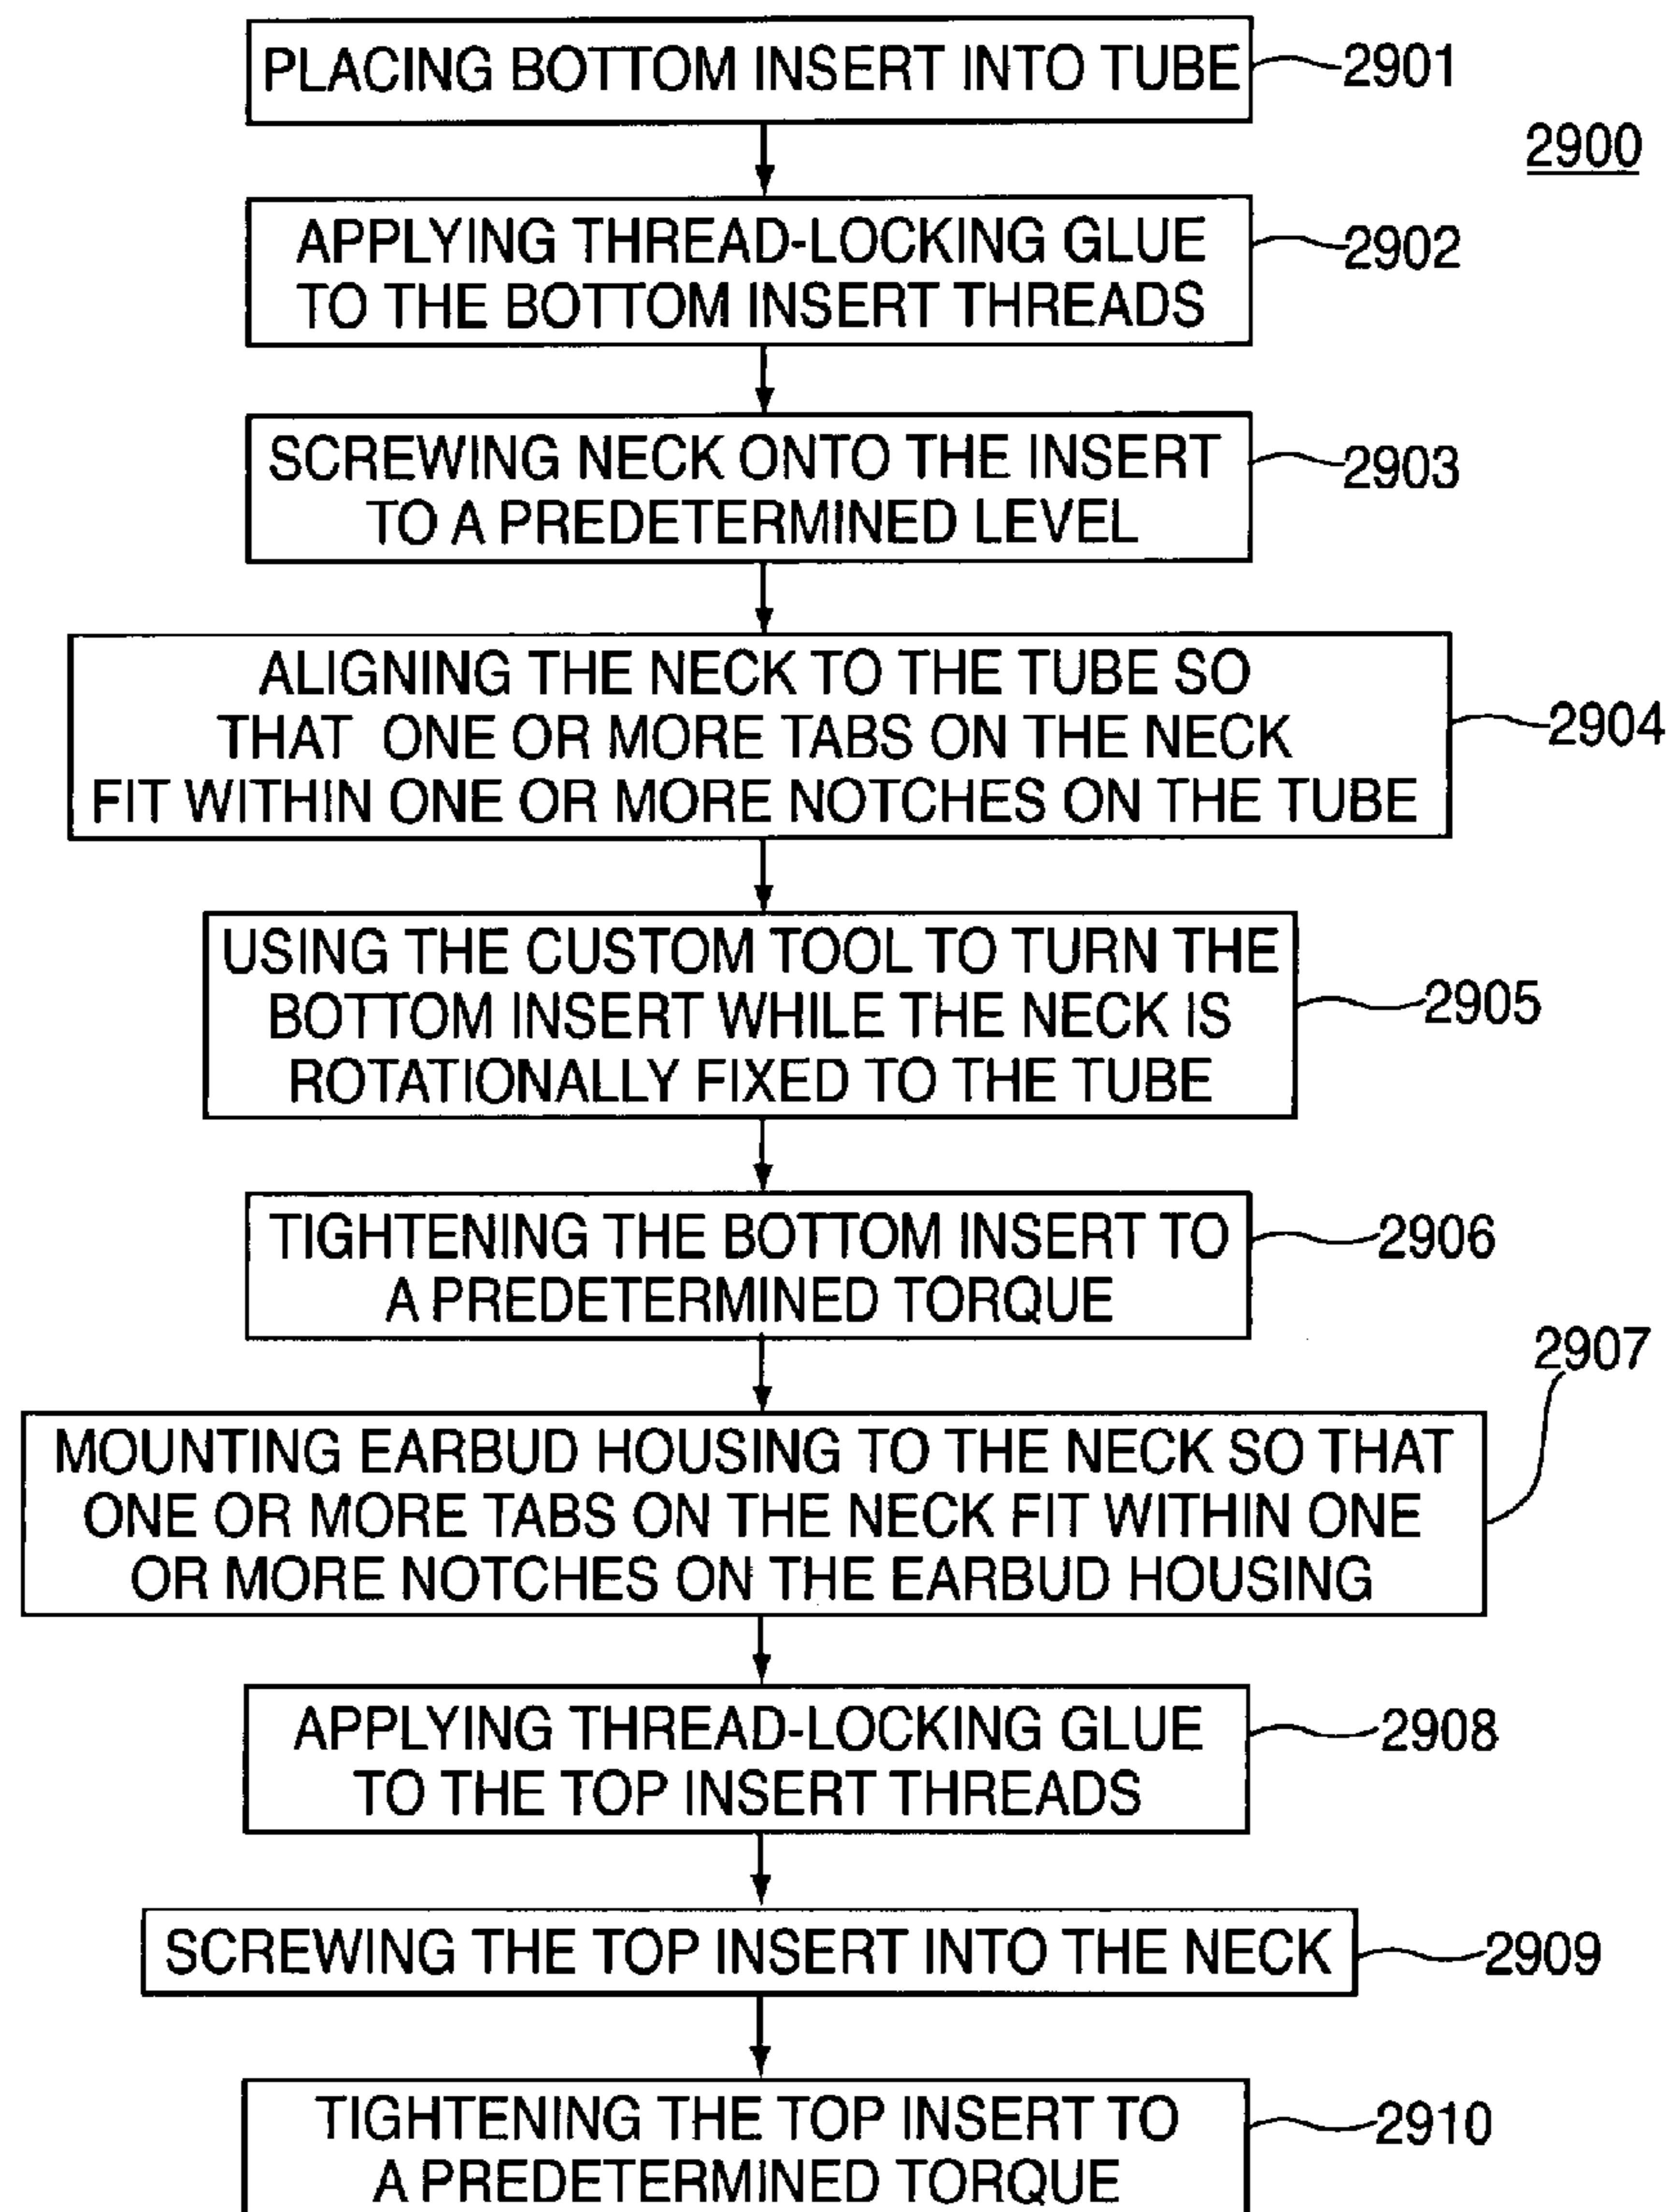 PLACING BOTTOM INSERT INTO TUBE
2901
2900
APPLYING THREAD-LOCKING GLUE
TO THE BOTTOM INSERT THREADS
2902
SCREWING NECK ONTO THE INSERT
TO A PREDETERMINED LEVEL
2903
ALIGNING THE NECK TO THE TUBE SO
THAT ONE OR MORE TABS ON THE NECK
FIT WITHIN ONE OR MORE NOTCHES ON THE TUBE
2904
USING THE CUSTOM TOOL TO TURN THE
BOTTOM INSERT WHILE THE NECK IS
ROTATIONALLY FIXED TO THE TUBE
2905
TIGHTENING THE BOTTOM INSERT TO
A PREDETERMINED TORQUE
2906
2907
MOUNTING EARBUD HOUSING TO THE NECK SO THAT
ONE OR MORE TABS ON THE NECK FIT WITHIN ONE
OR MORE NOTCHES ON THE EARBUD HOUSING
APPLYING THREAD-LOCKING GLUE
TO THE TOP INSERT THREADS
2908
SCREWING THE TOP INSERT INTO THE NECK
2909
TIGHTENING THE TOP INSERT TO
A PREDETERMINED TORQUE
2910